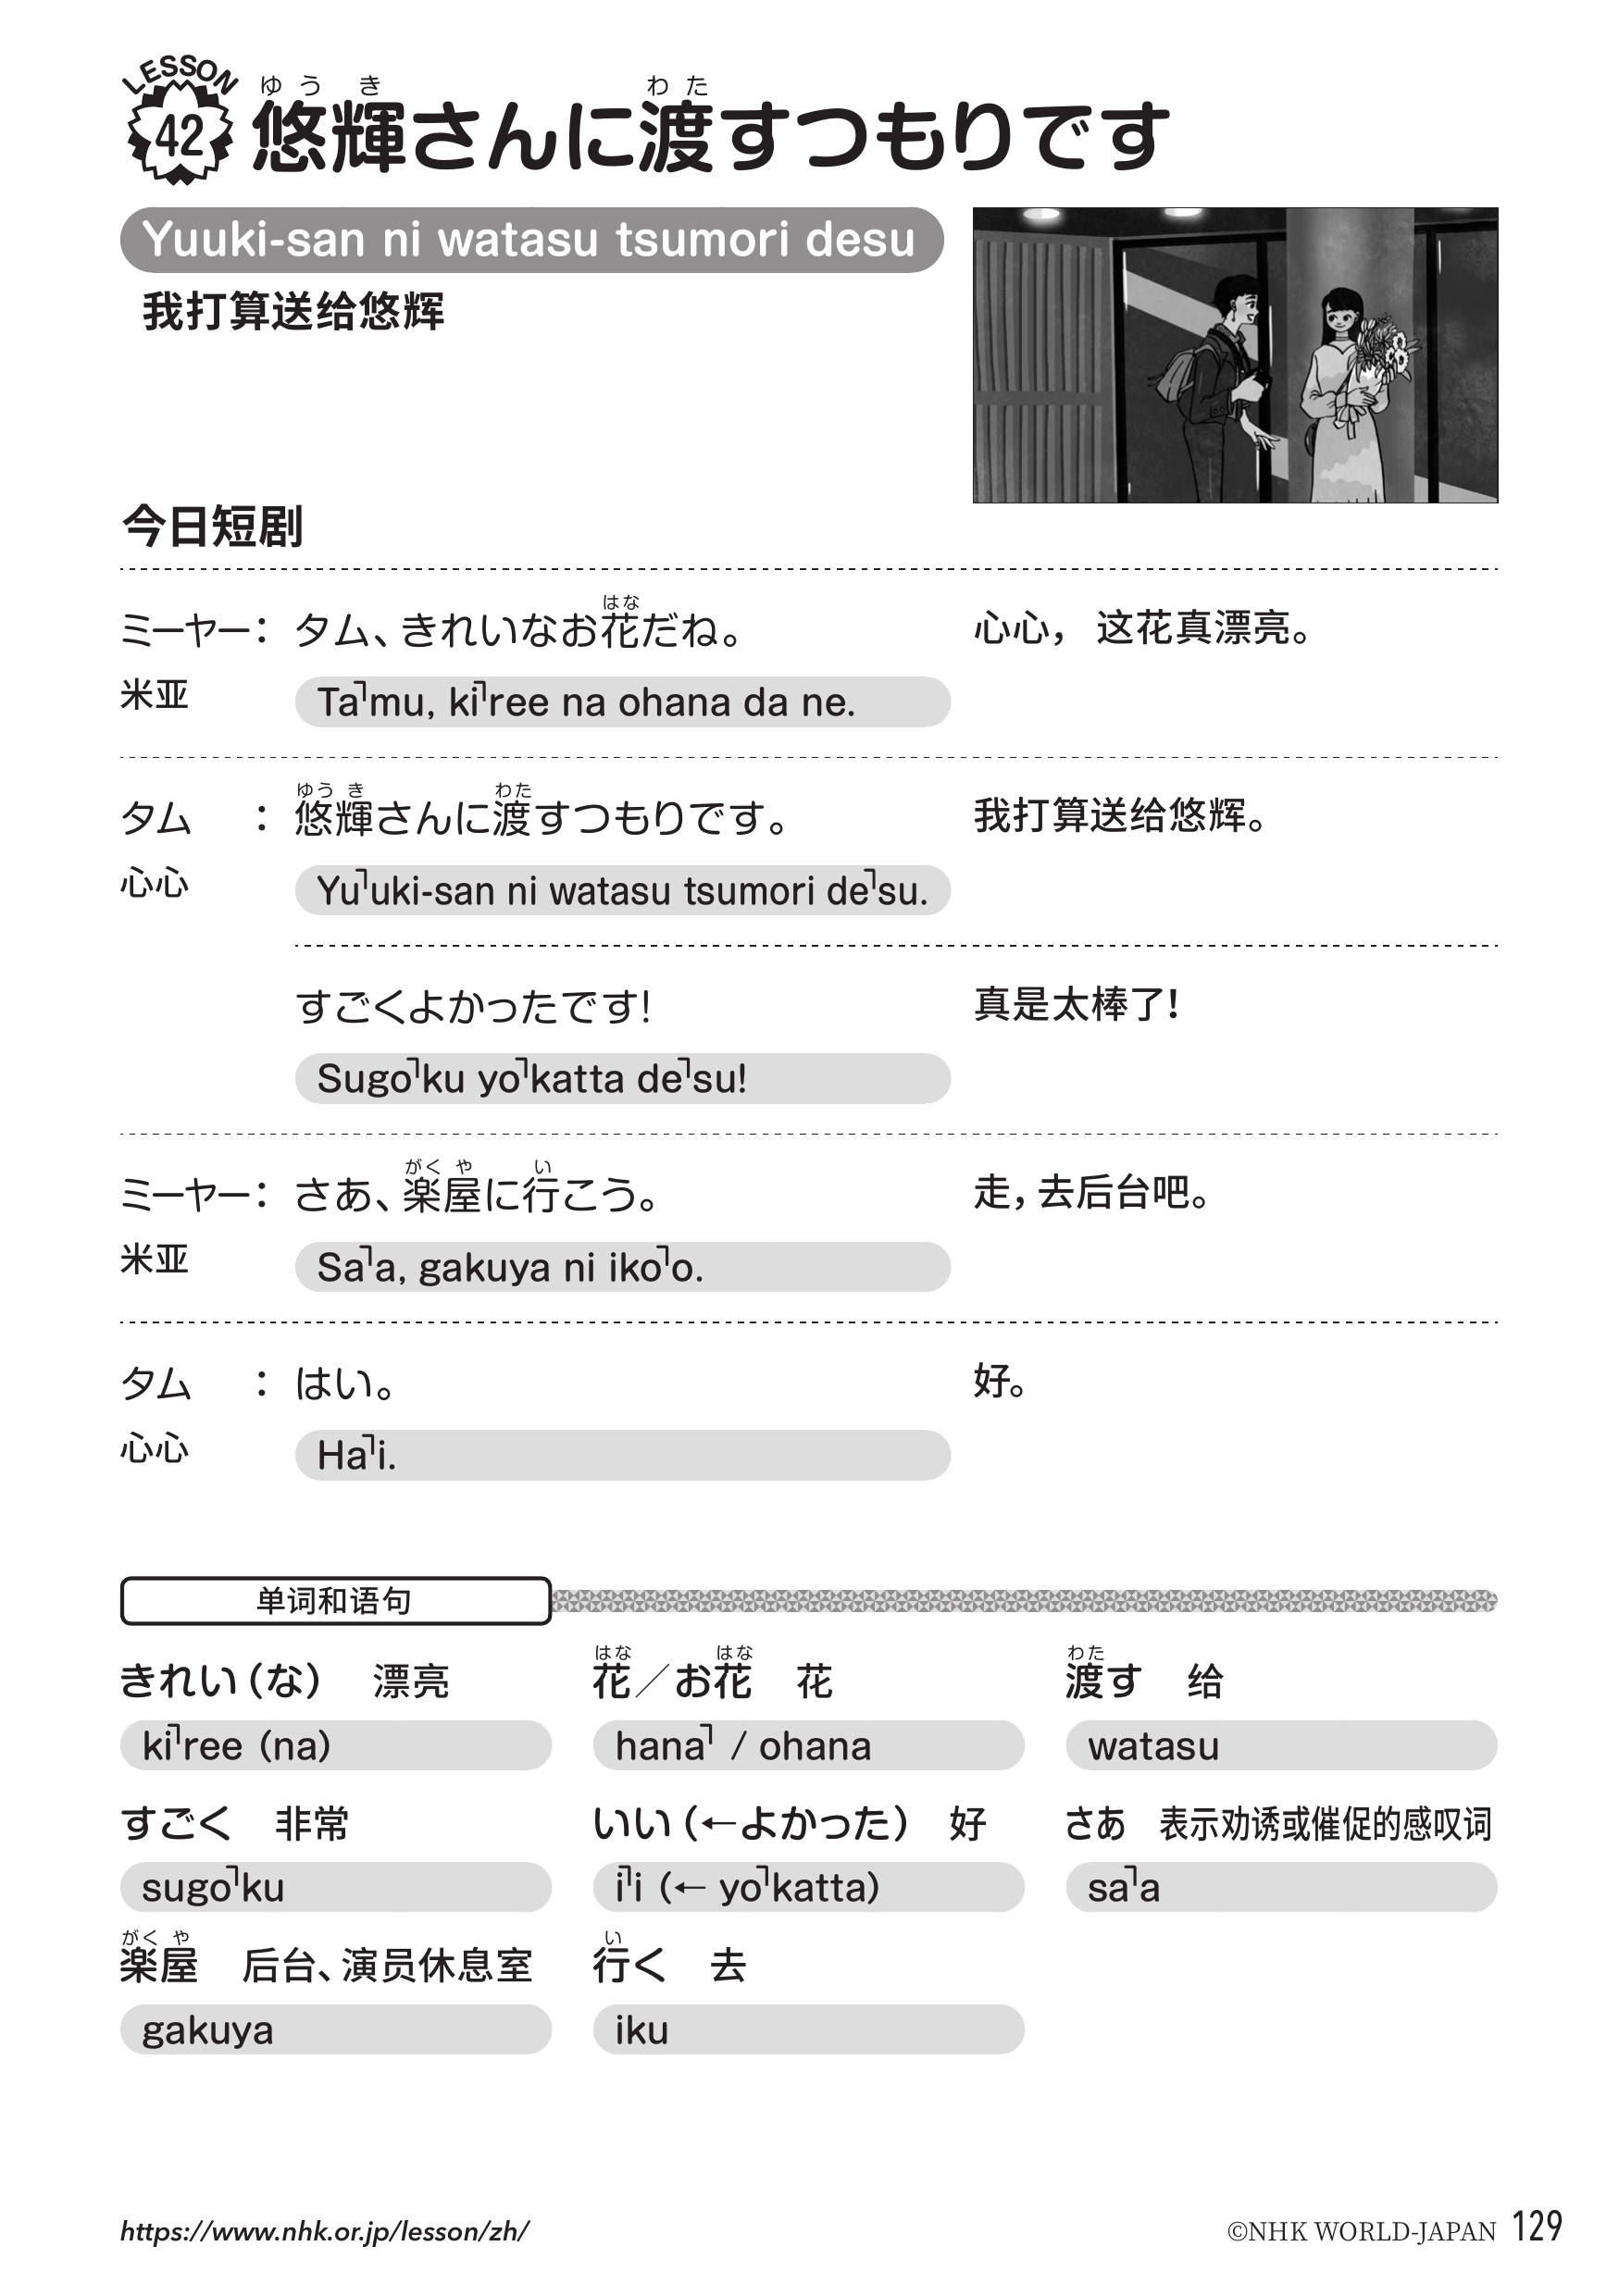 LESSON
42
ゆうき わた
悠輝さんに渡すつもりです
Yuuki-san ni watasu tsumori desu
我打算送给悠辉
今日短剧
はな
ミーヤー： タム、きれいなお花だね。 心心， 这花真漂亮。
米亚 Ta˥mu, ki˥ree na ohana da ne.
ゆう き わた
タム ： 悠輝さんに渡すつもりです。 我打算送给悠辉。
心心 Yu˥uki-san ni watasu tsumori de˥su.
すごくよかったです！ 真是太棒了！
Sugo˥ku yo˥katta de˥su!
がく や い
ミーヤー： さあ、楽屋に行こう。 走，去后台吧。
米亚 Sa˥a, gakuya ni iko˥o.
タム ： はい。 好。
心心 Ha˥i.
单词和语句
はな はな わた
きれい（な） 漂亮 花／お花 花 渡す 给
ki˥ree (na) hana˥ / ohana watasu
すごく 非常 いい（←よかった） 好 さあ 表示劝诱或催促的感叹词
sugo˥ku i˥i (← yo˥katta) sa˥a
がく や い
楽屋 后台、演员休息室 行く 去
gakuya iku
https://www.nhk.or.jp/lesson/zh/ ©NHK WORLD-JAPAN 129